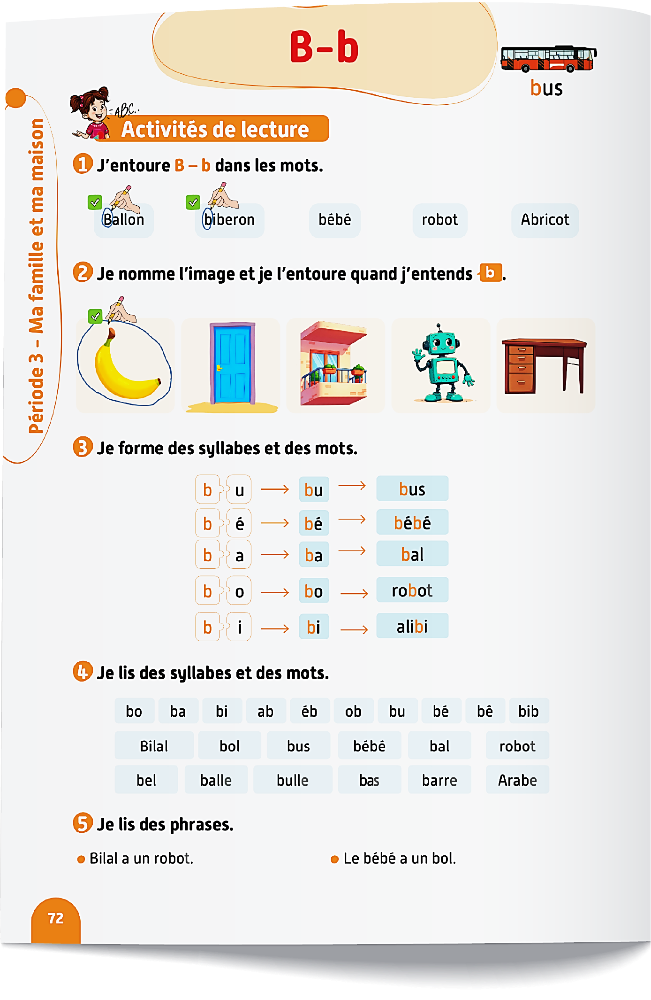 B-b
bus
ABC..
Activités de lecture
Période 3 - Ma famille et ma maison
1 J'entoure B – b dans les mots.
Ballon biberon bébé robot Abricot
2 Je nomme l'image et je l'entoure quand j'entends b.
3 Je forme des syllabes et des mots.
b u bu bus
b é bé bébé
b a ba bal
b o bo robot
b i bi alibi
4 Je lis des syllabes et des mots.
bo ba bi ab éb ob bu bé bê bib
Bilal bol bus bébé bal robot
bel balle bulle bas barre Arabe
5 Je lis des phrases.
• Bilal a un robot. • Le bébé a un bol.
72